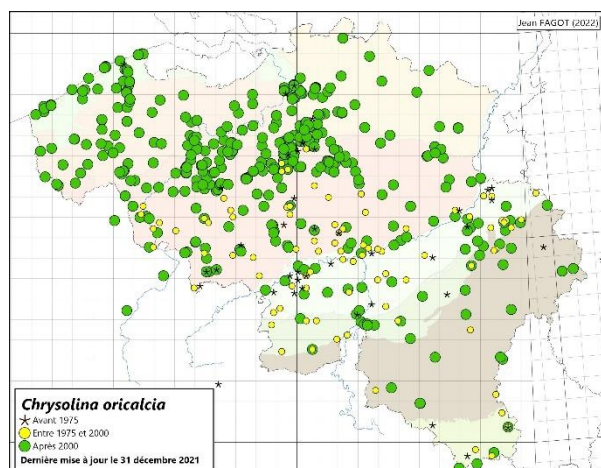 Jean FAGOT (2022)
Chrysolina oricalcia
Avant 1975
Entre 1975 et 2000
Après 2000
Dernière mise à jour le 31 décembre 2021